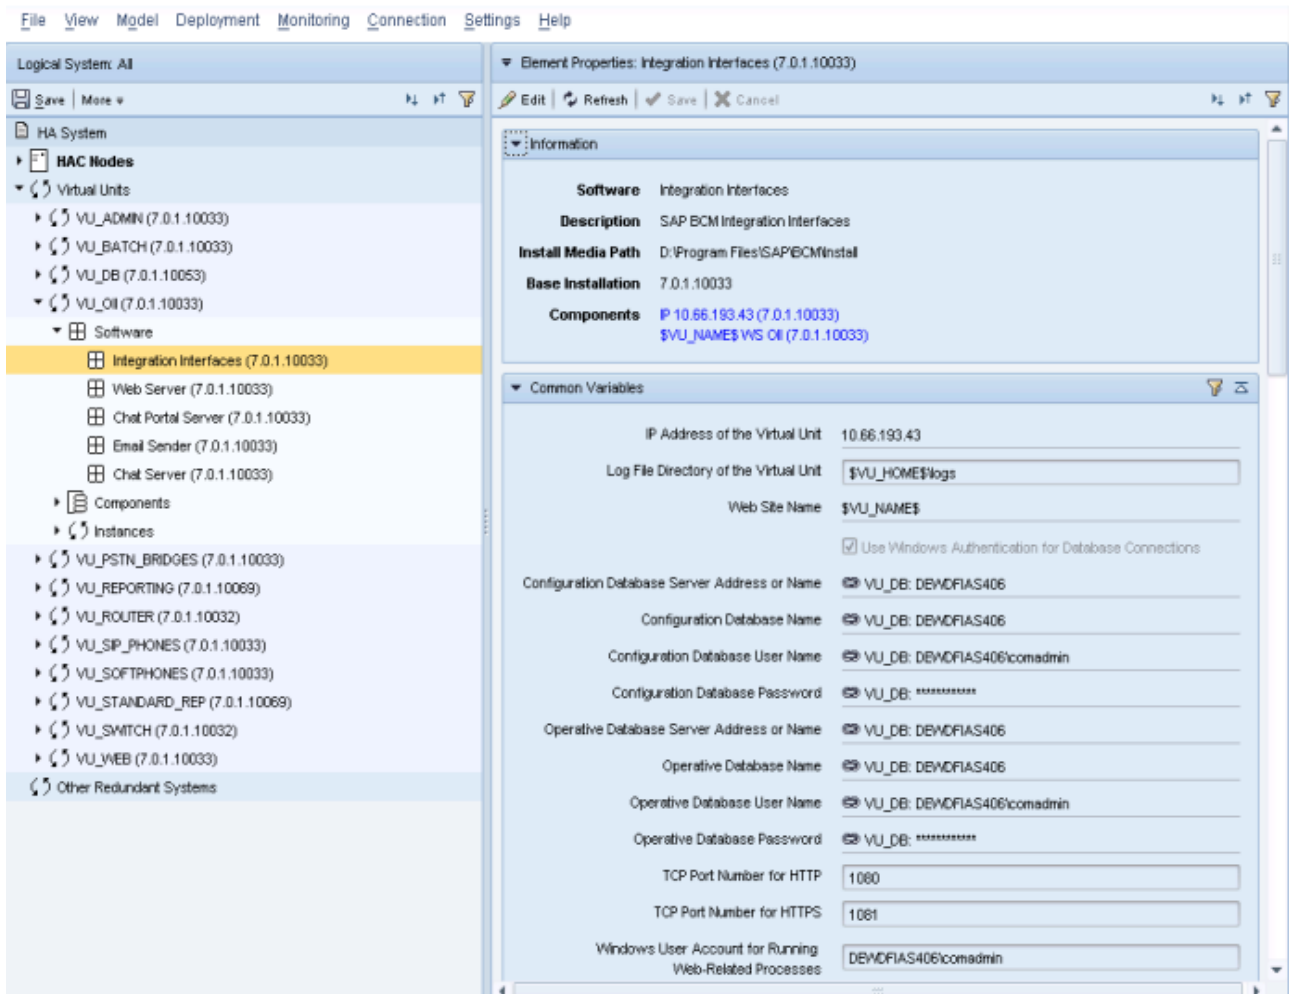 File View Model Deployment Monitoring Connection Settings Help
Logical System: All
Save More
HA System
HAC Nodes
Virtual Units
VU_ADMIN (7.0.1.10033)
VU_BATCH (7.0.1.10033)
VU_DB (7.0.1.10053)
VU_OII (7.0.1.10033)
Software
Integration Interfaces (7.0.1.10033)
Web Server (7.0.1.10033)
Chat Portal Server (7.0.1.10033)
Email Sender (7.0.1.10033)
Chat Server (7.0.1.10033)
Components
Instances
VU_PSTN_BRIDGES (7.0.1.10033)
VU_REPORTING (7.0.1.10069)
VU_ROUTER (7.0.1.10032)
VU_SIP_PHONES (7.0.1.10033)
VU_SOFTPHONES (7.0.1.10033)
VU_STANDARD_REP (7.0.1.10069)
VU_SWITCH (7.0.1.10032)
VU_WEB (7.0.1.10033)
Other Redundant Systems
Element Properties: Integration Interfaces (7.0.1.10033)
Edit Refresh Save Cancel
Information
Software Integration Interfaces
Description SAP BCM Integration Interfaces
Install Media Path D:\Program Files\SAP\BCM\Install
Base Installation 7.0.1.10033
Components IP 10.66.193.43 (7.0.1.10033)
$VU_NAME$ WS OII (7.0.1.10033)
Common Variables
IP Address of the Virtual Unit 10.66.193.43
Log File Directory of the Virtual Unit $VU_HOME$\logs
Web Site Name $VU_NAME$
Use Windows Authentication for Database Connections
Configuration Database Server Address or Name VU_DB: DEWDFIAS406
Configuration Database Name VU_DB: DEWDFIAS406
Configuration Database User Name VU_DB: DEWDFIAS406\comadmin
Configuration Database Password VU_DB: ************
Operative Database Server Address or Name VU_DB: DEWDFIAS406
Operative Database Name VU_DB: DEWDFIAS406
Operative Database User Name VU_DB: DEWDFIAS406\comadmin
Operative Database Password VU_DB: ************
TCP Port Number for HTTP 1080
TCP Port Number for HTTPS 1081
Windows User Account for Running
Web-Related Processes DEWDFIAS406\comadmin